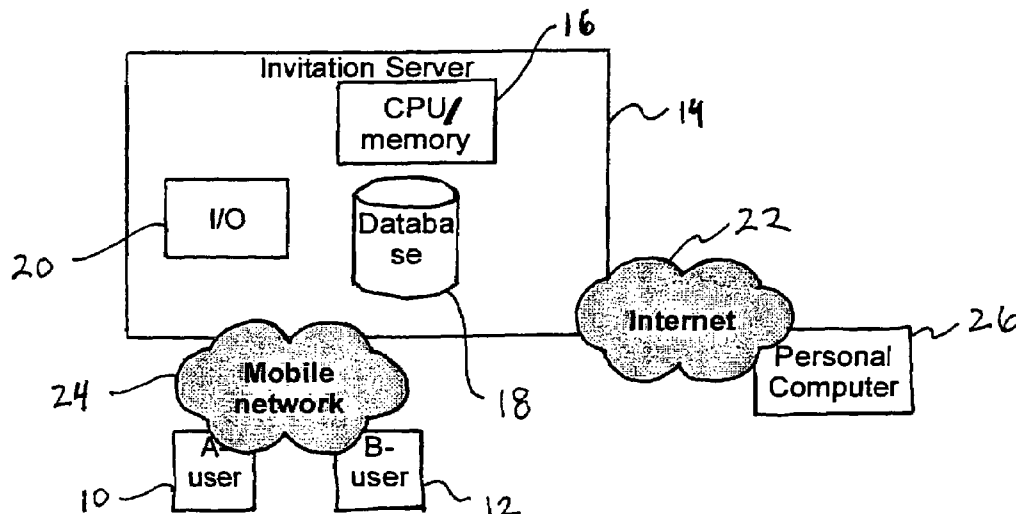 16
Invitation Server
CPU/
memory
14
I/O
Databa
se
20
22
Internet
26
Personal
Computer
24
Mobile
network
18
A-
user
B-
user
10
12